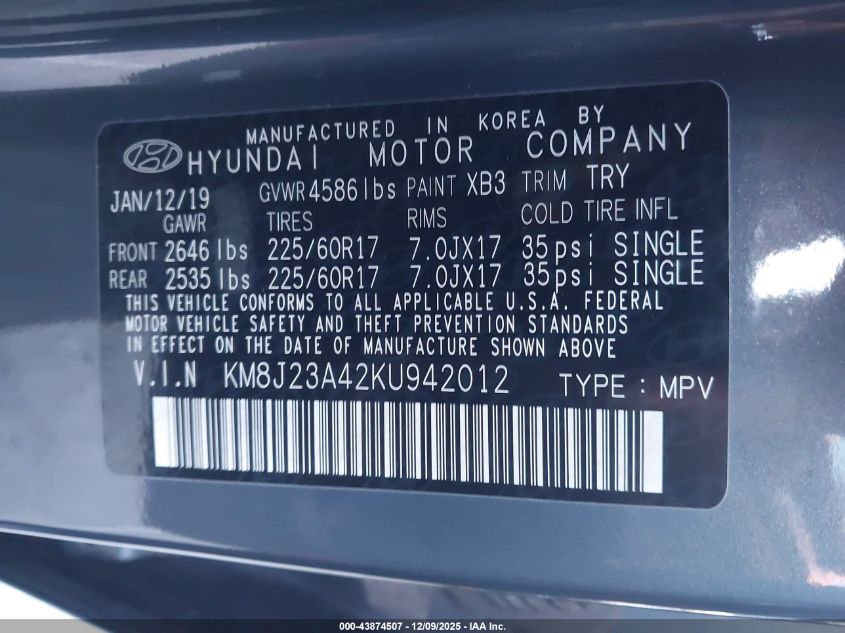 MANUFACTURED IN KOREA BY
HYUNDAI MOTOR COMPANY
JAN/12/19 GVWR 4586lbs PAINT XB3 TRIM TRY
GAWR TIRES RIMS COLD TIRE INFL
FRONT 2646 lbs 225/60R17 7.0JX17 35psi SINGLE
REAR 2535 lbs 225/60R17 7.0JX17 35psi SINGLE
THIS VEHICLE CONFORMS TO ALL APPLICABLE U.S.A. FEDERAL
MOTOR VEHICLE SAFETY AND THEFT PREVENTION STANDARDS
IN EFFECT ON THE DATE OF MANUFACTURE SHOWN ABOVE
V.I.N KM8J23A42KU942012 TYPE : MPV
000-43874507 - 12/09/2025 - IAA Inc.